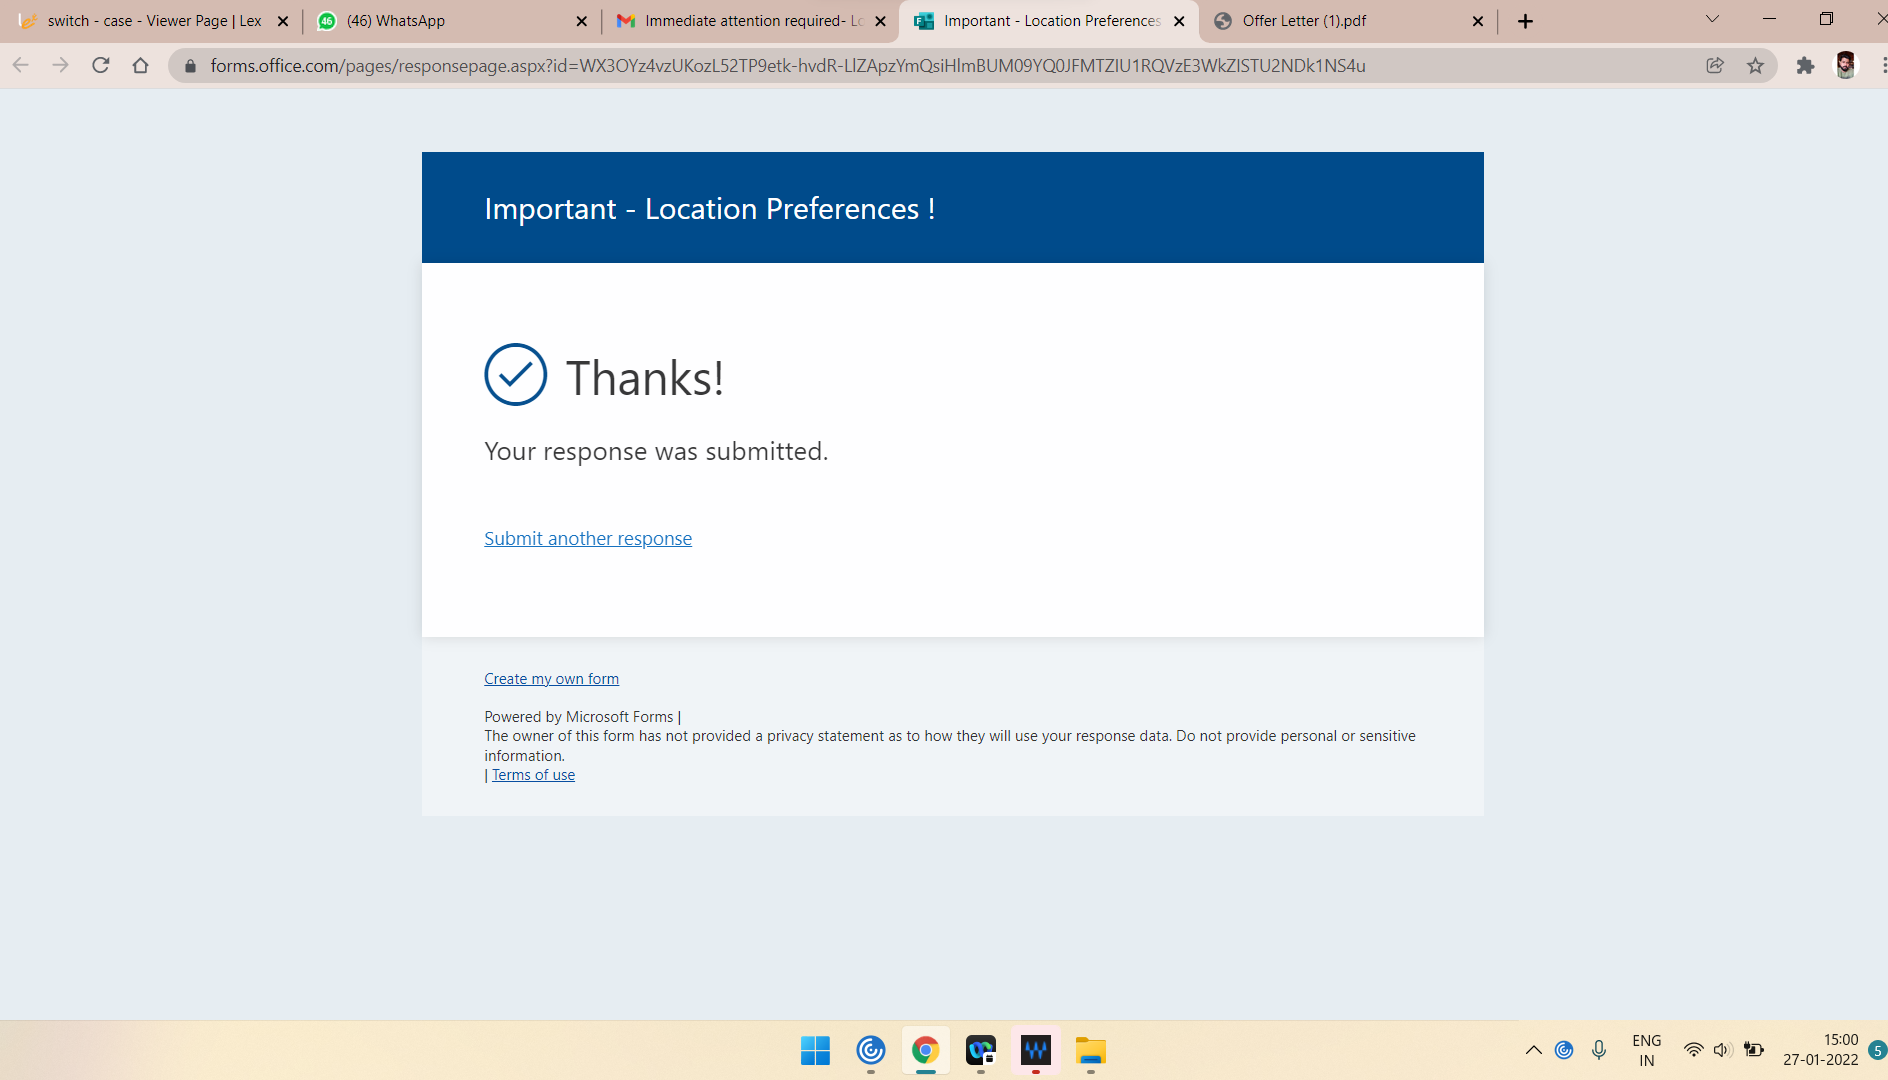 switch - case - Viewer Page | Lex
46
(46) WhatsApp
Immediate attention required- Lo
Important - Location Preferences
Offer Letter (1).pdf
forms.office.com/pages/responsepage.aspx?id=WX3OYz4vzUKozL52TP9etk-hvdR-LlZApzYmQsiHlmBUM09YQ0JFMTZIU1RQVzE3WkZISTU2NDk1NS4u
Important - Location Preferences !
Thanks!
Your response was submitted.
Submit another response
Create my own form
Powered by Microsoft Forms |
The owner of this form has not provided a privacy statement as to how they will use your response data. Do not provide personal or sensitive
information.
| Terms of use
ENG
IN
15:00
27-01-2022
5